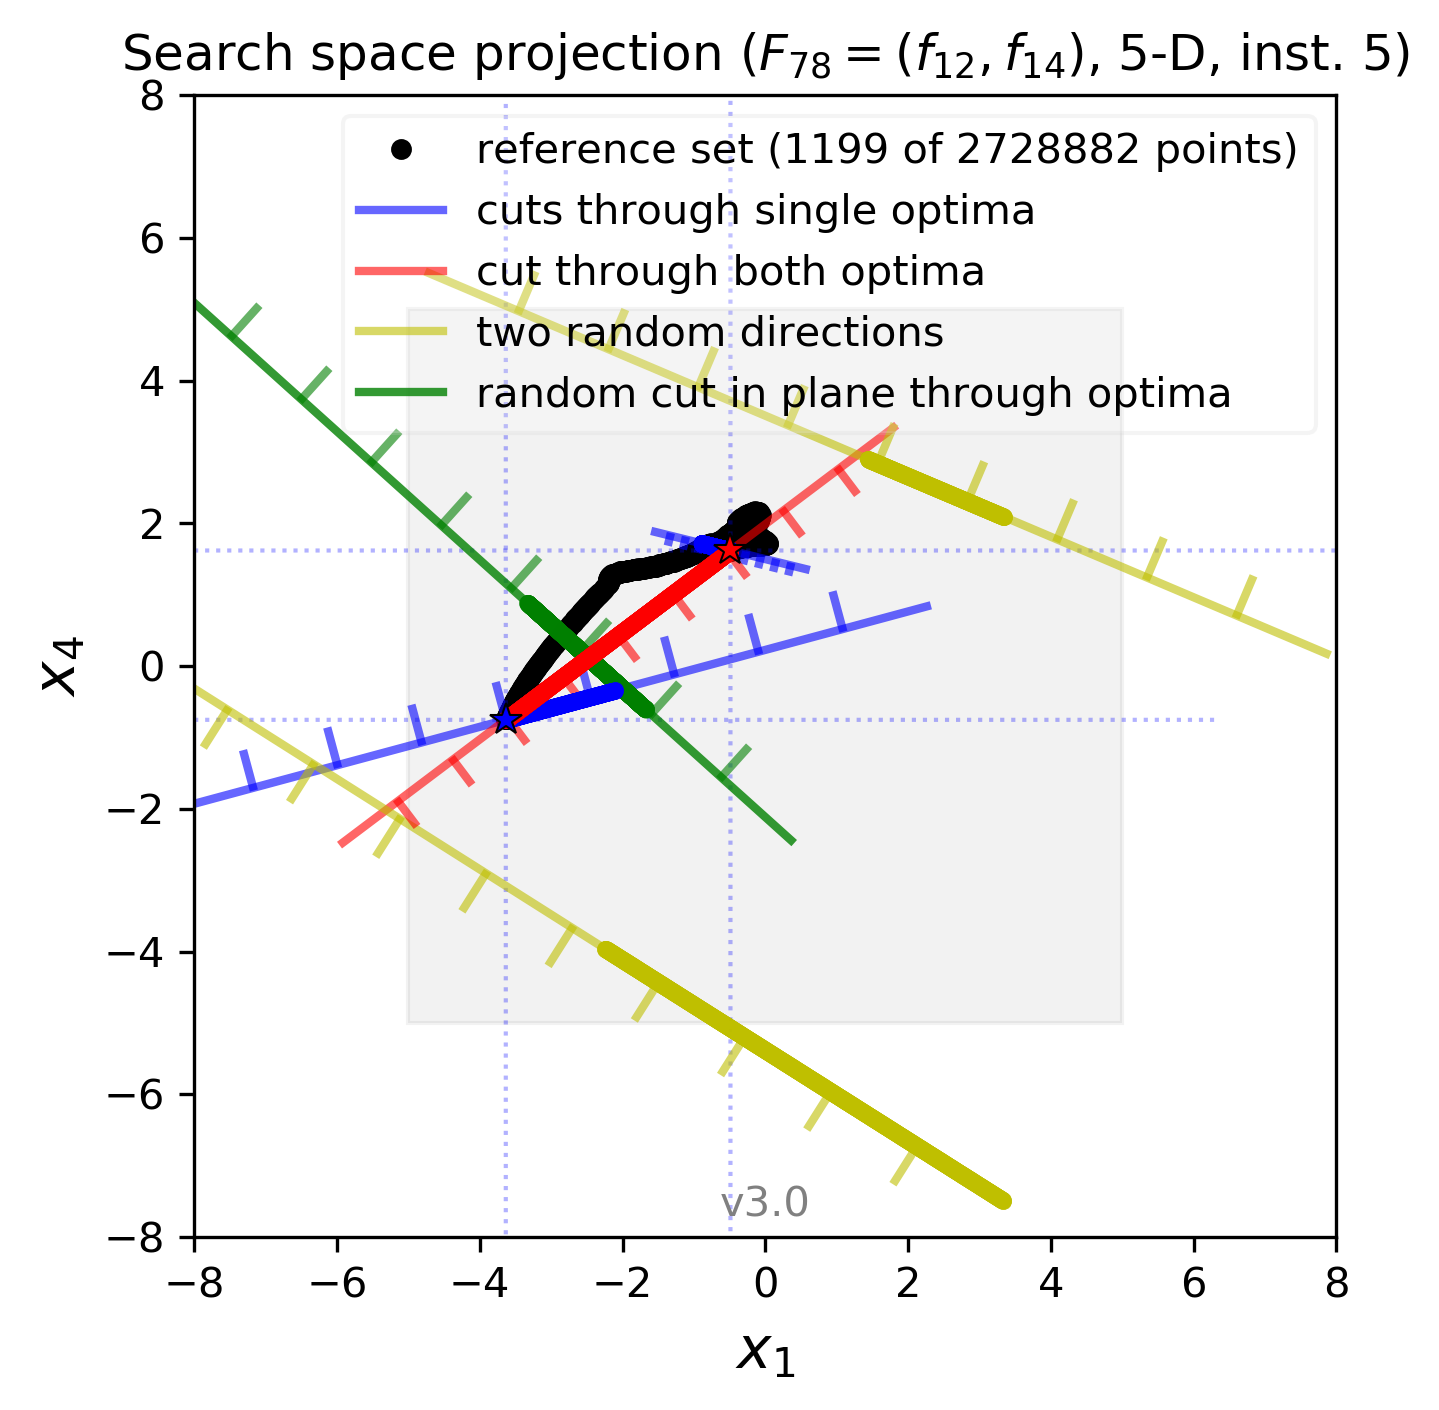 Search space projection (F₇₈ = (f₁₂, f₁₄), 5-D, inst. 5)
8
reference set (1199 of 2728882 points)
cuts through single optima
6
cut through both optima
two random directions
4
random cut in plane through optima
2
x₄
0
−2
−4
−6
v3.0
−8
−8 −6 −4 −2 0 2 4 6 8
x₁